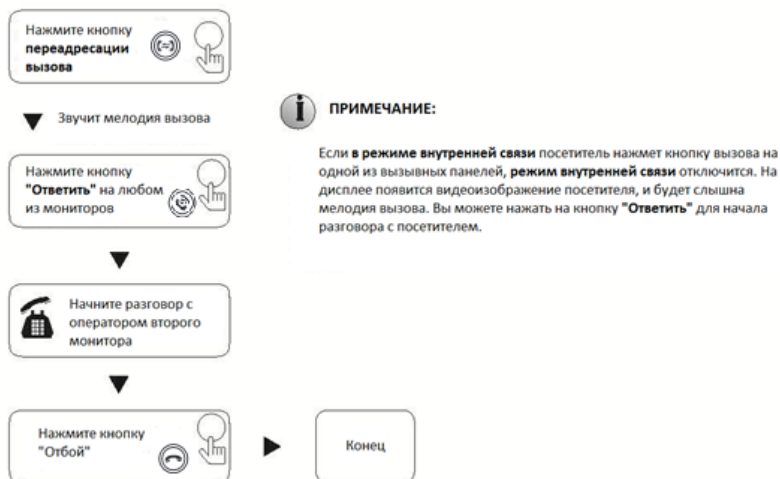 Нажмите кнопку
переадресации
вызова
Звучит мелодия вызова
Нажмите кнопку
"Ответить" на любом
из мониторов
Начните разговор с
оператором второго
монитора
Нажмите кнопку
"Отбой"
Конец
ПРИМЕЧАНИЕ:
Если в режиме внутренней связи посетитель нажмет кнопку вызова на
одной из вызывных панелей, режим внутренней связи отключится. На
дисплее появится видеоизображение посетителя, и будет слышна
мелодия вызова. Вы можете нажать на кнопку "Ответить" для начала
разговора с посетителем.